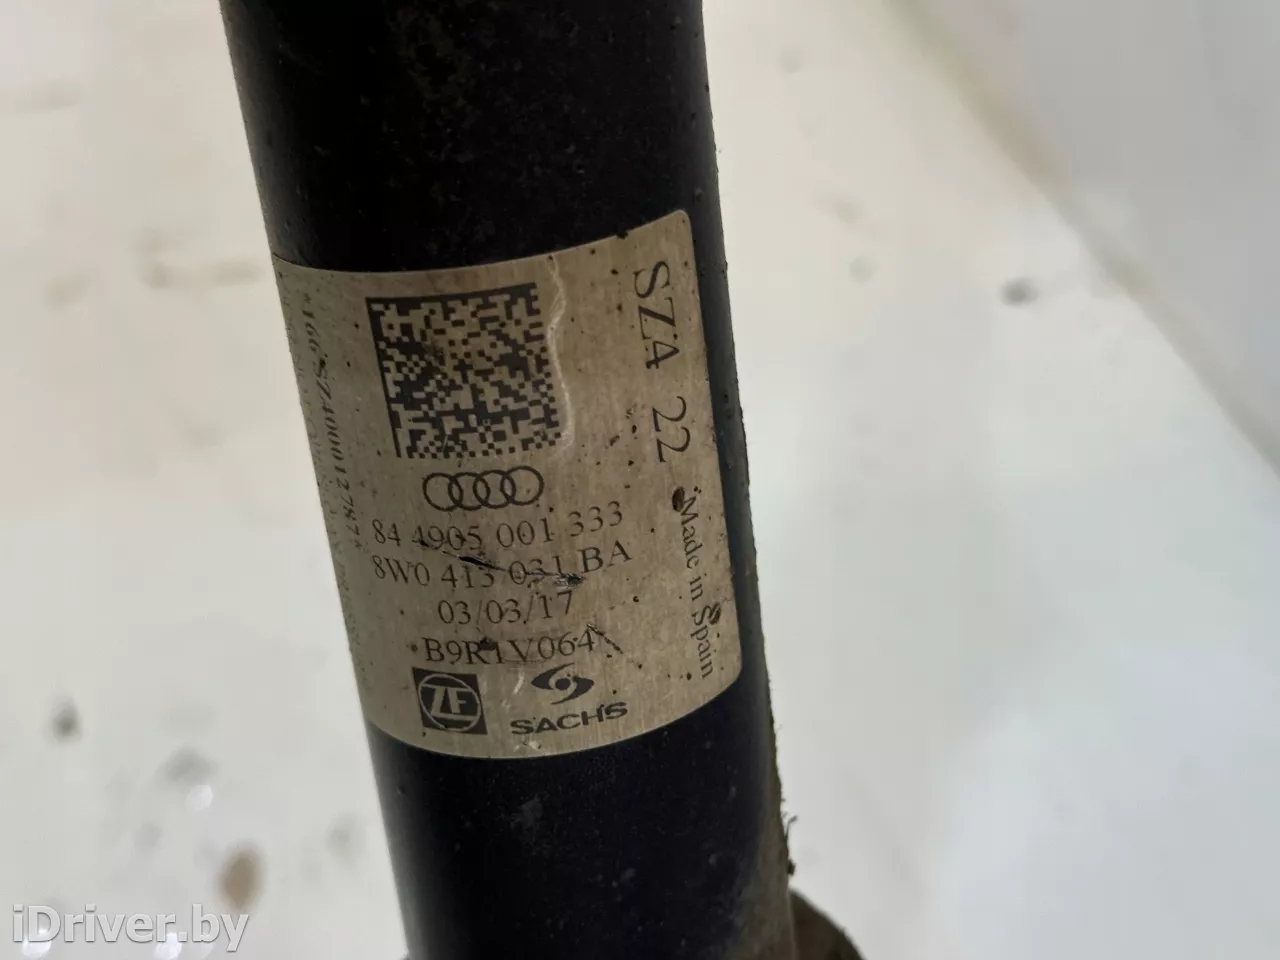 SZA 22
Made in Spain
84 4905 001 333
8W0 413 031 BA
03/03/17
B9R1V064
ZF
SACHS
iDriver.by